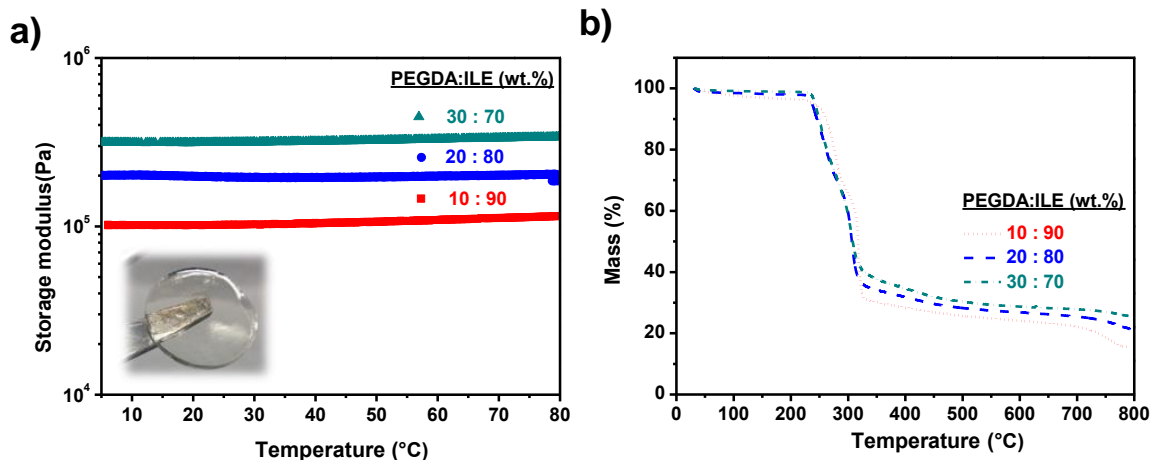 a)
Storage modulus(Pa)
10⁶
10⁵
10⁴
PEGDA:ILE (wt.%)
30 : 70
20 : 80
10 : 90
10 20 30 40 50 60 70 80
Temperature (°C)
b)
Mass (%)
100
80
60
40
20
0
PEGDA:ILE (wt.%)
10 : 90
20 : 80
30 : 70
0 100 200 300 400 500 600 700 800
Temperature (°C)